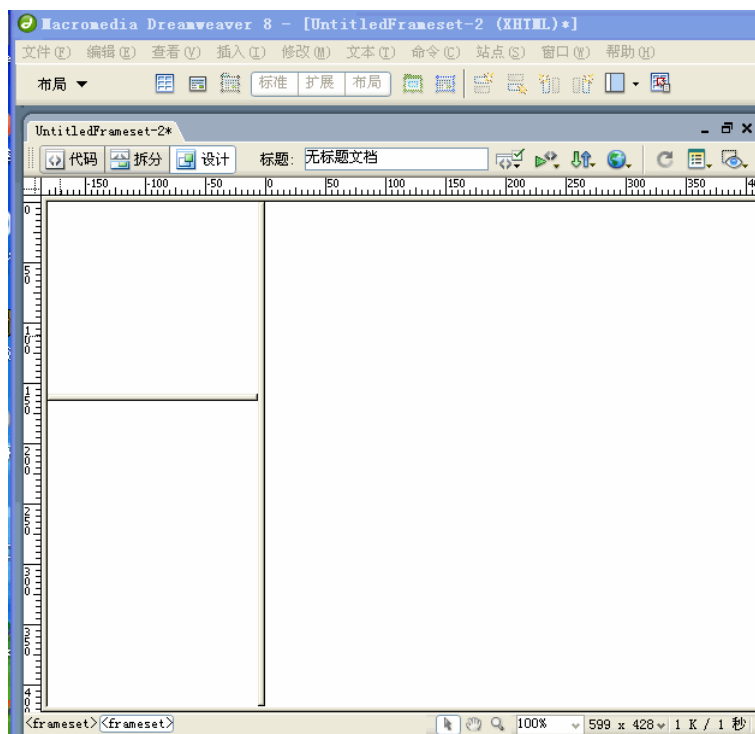 Macromedia Dreamweaver 8 - [UntitledFrameset-2 (XHTML)*]
文件(F) 编辑(E) 查看(V) 插入(I) 修改(M) 文本(T) 命令(C) 站点(S) 窗口(W) 帮助(H)
布局 标准 扩展 布局
UntitledFrameset-2*
代码 拆分 设计 标题: 无标题文档
-150 -100 -50 0 50 100 150 200 250 300 350
0
50
100
150
200
250
300
350
<frameset> <frameset> 100% 599 x 428 1 K / 1 秒